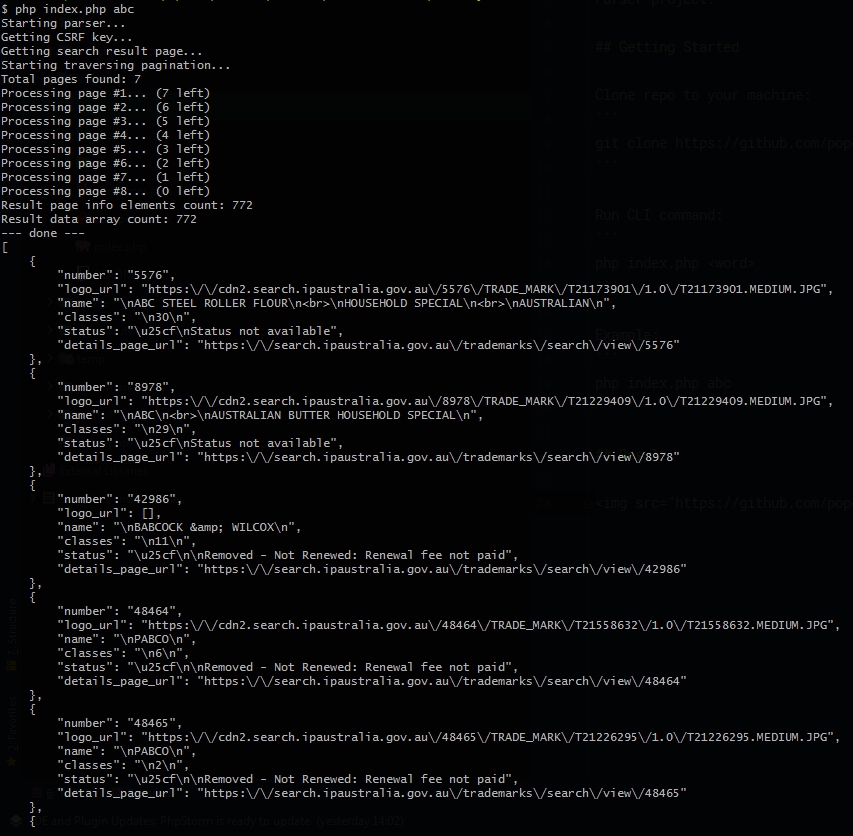 $ php index.php abc
Starting parser...
Getting CSRF key...
Getting search result page...
Starting traversing pagination...
Total pages found: 7
Processing page #1... (7 left)
Processing page #2... (6 left)
Processing page #3... (5 left)
Processing page #4... (4 left)
Processing page #5... (3 left)
Processing page #6... (2 left)
Processing page #7... (1 left)
Processing page #8... (0 left)
Result page info elements count: 772
Result data array count: 772
--- done ---
[
    {
        "number": "5576",
        "logo_url": "https:\/\/cdn2.search.ipaustralia.gov.au\/5576\/TRADE_MARK\/T21173901\/1.0\/T21173901.MEDIUM.JPG",
        "name": "\nABC STEEL ROLLER FLOUR\n<br>\nHOUSEHOLD SPECIAL\n<br>\nAUSTRALIAN\n",
        "classes": "\n30\n",
        "status": "\u25cf\nStatus not available",
        "details_page_url": "https:\/\/search.ipaustralia.gov.au\/trademarks\/search\/view\/5576"
    },
    {
        "number": "8978",
        "logo_url": "https:\/\/cdn2.search.ipaustralia.gov.au\/8978\/TRADE_MARK\/T21229409\/1.0\/T21229409.MEDIUM.JPG",
        "name": "\nABC\n<br>\nAUSTRALIAN BUTTER HOUSEHOLD SPECIAL\n",
        "classes": "\n29\n",
        "status": "\u25cf\nStatus not available",
        "details_page_url": "https:\/\/search.ipaustralia.gov.au\/trademarks\/search\/view\/8978"
    },
    {
        "number": "42986",
        "logo_url": [],
        "name": "\nBABCOCK &amp; WILCOX\n",
        "classes": "\n11\n",
        "status": "\u25cf\n\nRemoved - Not Renewed: Renewal fee not paid",
        "details_page_url": "https:\/\/search.ipaustralia.gov.au\/trademarks\/search\/view\/42986"
    },
    {
        "number": "48464",
        "logo_url": "https:\/\/cdn2.search.ipaustralia.gov.au\/48464\/TRADE_MARK\/T21558632\/1.0\/T21558632.MEDIUM.JPG",
        "name": "\nPABCO\n",
        "classes": "\n6\n",
        "status": "\u25cf\n\nRemoved - Not Renewed: Renewal fee not paid",
        "details_page_url": "https:\/\/search.ipaustralia.gov.au\/trademarks\/search\/view\/48464"
    },
    {
        "number": "48465",
        "logo_url": "https:\/\/cdn2.search.ipaustralia.gov.au\/48465\/TRADE_MARK\/T21226295\/1.0\/T21226295.MEDIUM.JPG",
        "name": "\nPABCO\n",
        "classes": "\n2\n",
        "status": "\u25cf\n\nRemoved - Not Renewed: Renewal fee not paid",
        "details_page_url": "https:\/\/search.ipaustralia.gov.au\/trademarks\/search\/view\/48465"
    },
    {
## Getting Started
Clone repo to your machine:
git clone https://github.com/pop
Run CLI command:
php index.php <word>
Example:
php index.php abc
<img src="https://github.com/pop
and Plugin Updates: PhpStorm is ready to update. (yesterday 14:02)